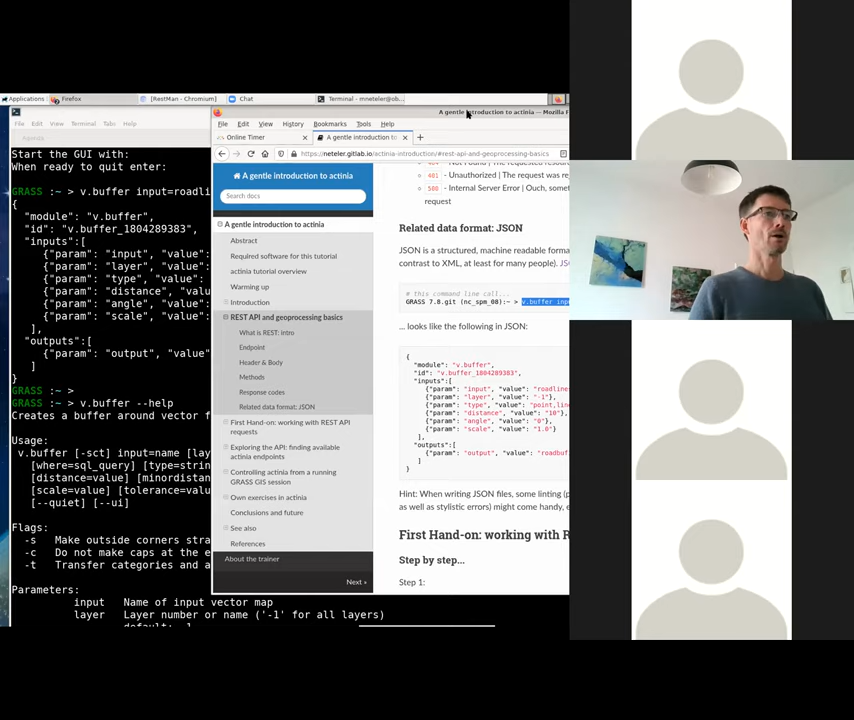 Applications
Firefox
[RestMan - Chromium]
Chat
Terminal - mneteler@ob...
File Edit View Terminal Tabs Help
Start the GUI with:
When ready to quit enter:
GRASS :~ > v.buffer input=roadli
{
"module": "v.buffer",
"id": "v.buffer_1804289383",
"inputs":[
{"param": "input", "value":
{"param": "layer", "value":
{"param": "type", "value":
{"param": "distance", "value"
{"param": "angle", "value":
{"param": "scale", "value":
],
"outputs":[
{"param": "output", "value"
]
}
GRASS :~ >
GRASS :~ > v.buffer --help
Creates a buffer around vector f
Usage:
v.buffer [-sct] input=name [lay
[where=sql_query] [type=strin
[distance=value] [minordistan
[scale=value] [tolerance=valu
[--quiet] [--ui]
Flags:
-s Make outside corners stra
-c Do not make caps at the e
-t Transfer categories and a
Parameters:
input Name of input vector map
layer Layer number or name ('-1' for all layers)
A gentle introduction to actinia — Mozilla F
File Edit View History Bookmarks Tools Help
Online Timer
A gentle introduction to
https://neteler.gitlab.io/actinia-introduction/#rest-api-and-geoprocessing-basics
A gentle introduction to actinia
Search docs
A gentle introduction to actinia
Abstract
Required software for this tutorial
actinia tutorial overview
Warming up
Introduction
REST API and geoprocessing basics
What is REST: intro
Endpoint
Header & Body
Methods
Response codes
Related data format: JSON
First Hand-on: working with REST API
requests
Exploring the API: finding available
actinia endpoints
Controlling actinia from a running
GRASS GIS session
Own exercises in actinia
Conclusions and future
See also
References
About the trainer
Next »
404 - Not Found | The requested resou
401 - Unauthorized | The request was re
500 - Internal Server Error | Ouch, somet
request
Related data format: JSON
JSON is a structured, machine readable forma
contrast to XML, at least for many people). JS
# this command line call...
GRASS 7.8.git (nc_spm_08):~ > v.buffer inpu
... looks like the following in JSON:
{
"module": "v.buffer",
"id": "v.buffer_1804289383",
"inputs":[
{"param": "input", "value": "roadline
{"param": "layer", "value": "-1"},
{"param": "type", "value": "point,lin
{"param": "distance", "value": "10"},
{"param": "angle", "value": "0"},
{"param": "scale", "value": "1.0"}
],
"outputs":[
{"param": "output", "value": "roadbuf
]
}
Hint: When writing JSON files, some linting (p
as well as stylistic errors) might come handy, e
First Hand-on: working with R
Step by step...
Step 1: